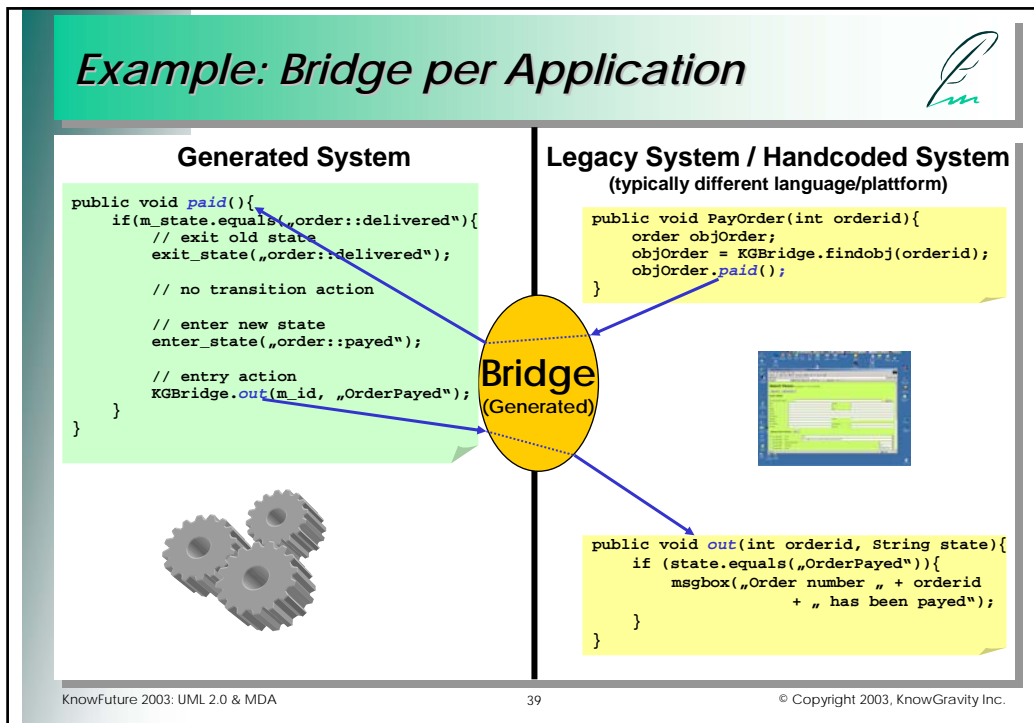 Example: Bridge per Application
Generated System
public void paid(){
if(m_state.equals(„order::delivered“){
// exit old state
exit_state(„order::delivered“);
// no transition action
// enter new state
enter_state(„order::payed“);
// entry action
KGBridge.out(m_id, „OrderPayed“);
}
}
Bridge
(Generated)
Legacy System / Handcoded System
(typically different language/plattform)
public void PayOrder(int orderid){
order objOrder;
objOrder = KGBridge.findobj(orderid);
objOrder.paid();
}
public void out(int orderid, String state){
if (state.equals(„OrderPayed“)){
msgbox(„Order number „ + orderid
+ „ has been payed“);
}
}
KnowFuture 2003: UML 2.0 & MDA
39
© Copyright 2003, KnowGravity Inc.